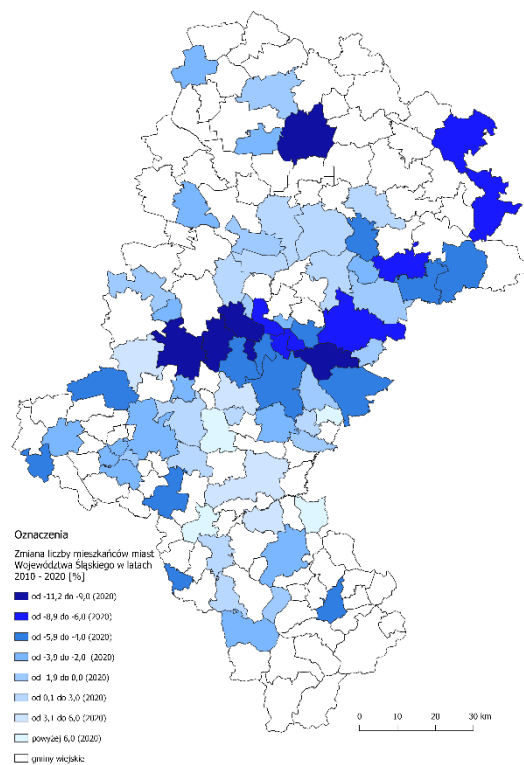 Oznaczenia
Zmiana liczby mieszkańców miast
Województwa Śląskiego w latach
2010 - 2020 [%]
od -11,2 do -9,0 (2020)
od -8,9 do -6,0 (2020)
od -5,9 do -4,0 (2020)
od -3,9 do -2,0 (2020)
od -1,9 do 0,0 (2020)
od 0,1 do 3,0 (2020)
od 3,1 do 6,0 (2020)
powyżej 6,0 (2020)
gminy wiejskie
0 10 20 30 km